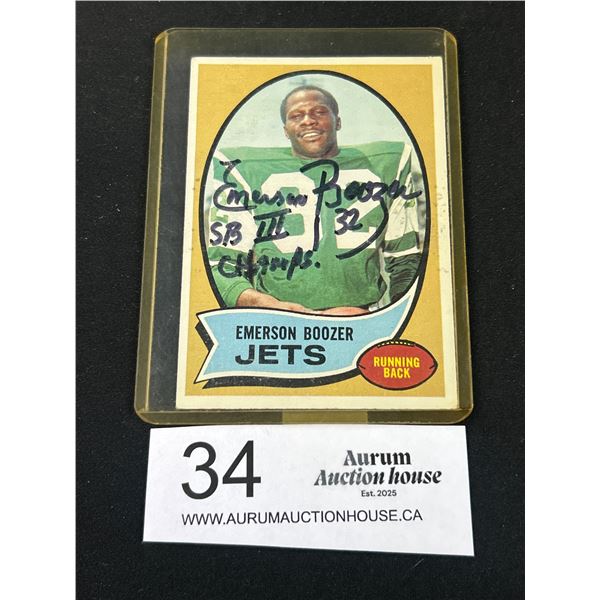 Emerson Boozer
SB III 32
Champs.
EMERSON BOOZER
JETS
RUNNING
BACK
34
Aurum
Auction house
Est. 2025
WWW.AURUMAUCTIONHOUSE.CA